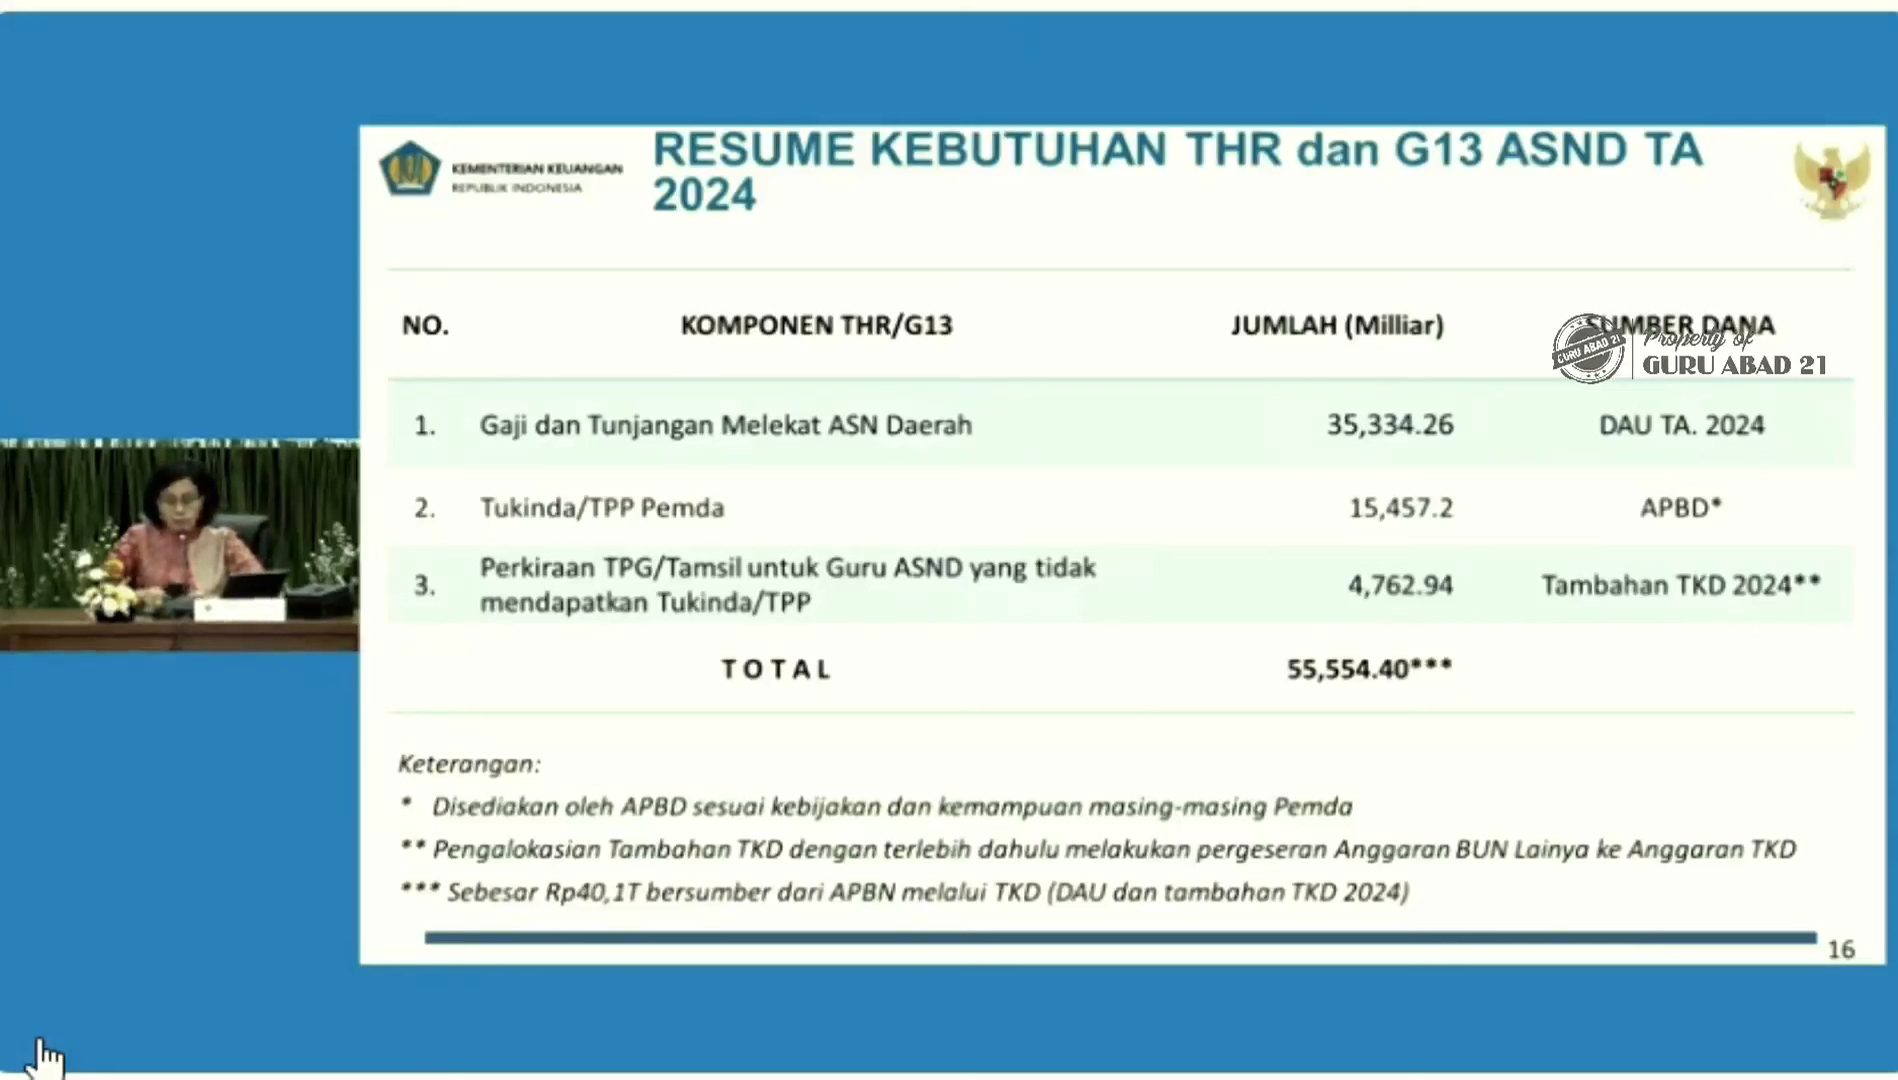 KEMENTERIAN KEUANGAN
REPUBLIK INDONESIA
RESUME KEBUTUHAN THR dan G13 ASND TA
2024
NO. KOMPONEN THR/G13 JUMLAH (Milliar) SUMBER DANA
GURU ABAD 21
Property of
GURU ABAD 21
1. Gaji dan Tunjangan Melekat ASN Daerah 35,334.26 DAU TA. 2024
2. Tukinda/TPP Pemda 15,457.2 APBD*
3. Perkiraan TPG/Tamsil untuk Guru ASND yang tidak
mendapatkan Tukinda/TPP 4,762.94 Tambahan TKD 2024**
T O T A L 55,554.40***
Keterangan:
* Disediakan oleh APBD sesuai kebijakan dan kemampuan masing-masing Pemda
** Pengalokasian Tambahan TKD dengan terlebih dahulu melakukan pergeseran Anggaran BUN Lainya ke Anggaran TKD
*** Sebesar Rp40,1T bersumber dari APBN melalui TKD (DAU dan tambahan TKD 2024)
16